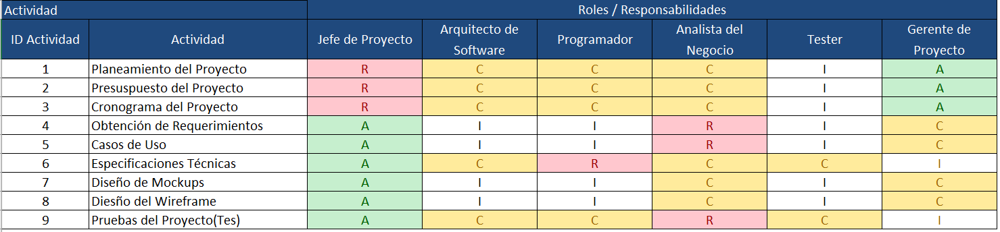 Actividad Roles / Responsabilidades
ID Actividad Actividad Jefe de Proyecto Arquitecto de Software Programador Analista del Negocio Tester Gerente de Proyecto
1 Planeamiento del Proyecto R C C C I A
2 Presuspuesto del Proyecto R C C C I A
3 Cronograma del Proyecto R C C C I A
4 Obtención de Requerimientos A I I R I C
5 Casos de Uso A I I R I C
6 Especificaciones Técnicas A C R C C I
7 Diseño de Mockups A I I C I C
8 Diesño del Wireframe A I I C I C
9 Pruebas del Proyecto(Tes) A C C R C I